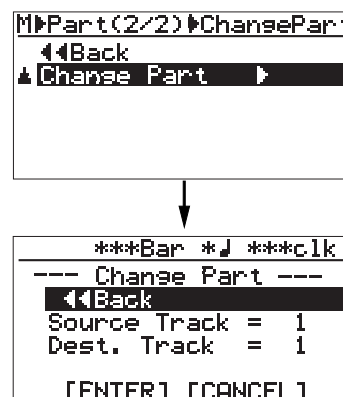 M▶Part(2/2)▶ChangePart
◀◀Back
▲Change Part ▶
***Bar *♩ ***clk
--- Change Part ---
◀◀Back
Source Track = 1
Dest. Track = 1
[ENTER] [CANCEL]